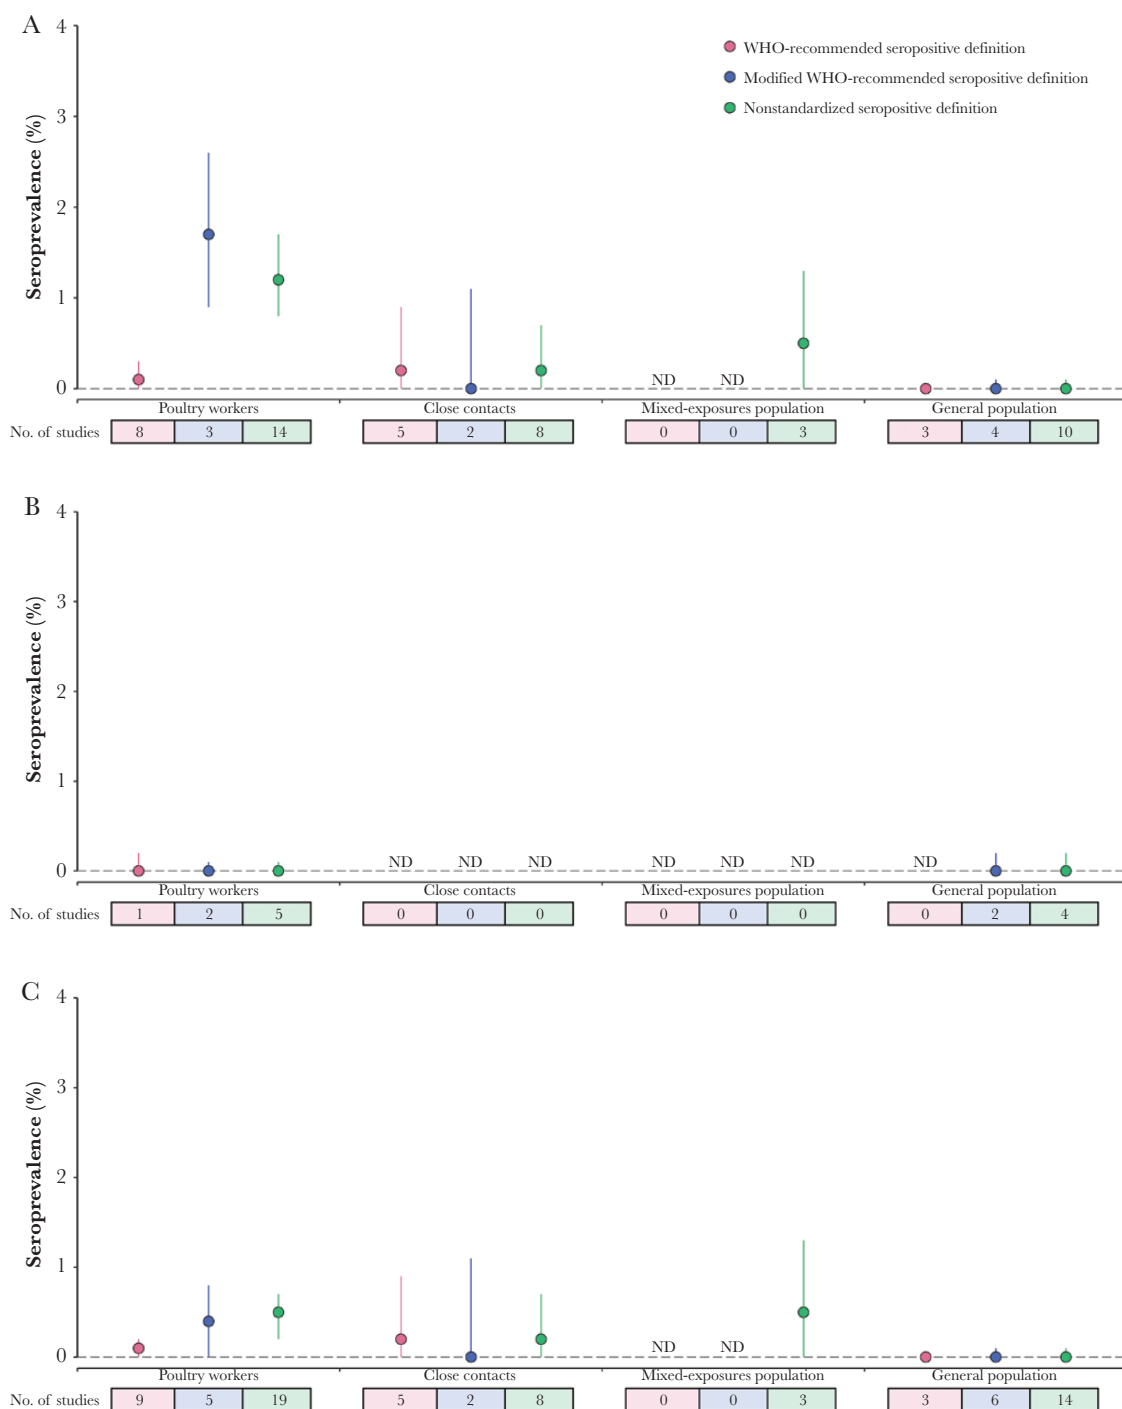 A
4
WHO-recommended seropositive definition
Modified WHO-recommended seropositive definition
Nonstandardized seropositive definition
3
2
1
0
Seroprevalence (%)
ND ND
Poultry workers Close contacts Mixed-exposures population General population
No. of studies 8 3 14 5 2 8 0 0 3 3 4 10
B
4
3
2
1
0
Seroprevalence (%)
ND ND ND ND ND ND ND
Poultry workers Close contacts Mixed-exposures population General population
No. of studies 1 2 5 0 0 0 0 0 0 0 2 4
C
4
3
2
1
0
Seroprevalence (%)
ND ND
Poultry workers Close contacts Mixed-exposures population General population
No. of studies 9 5 19 5 2 8 0 0 3 3 6 14